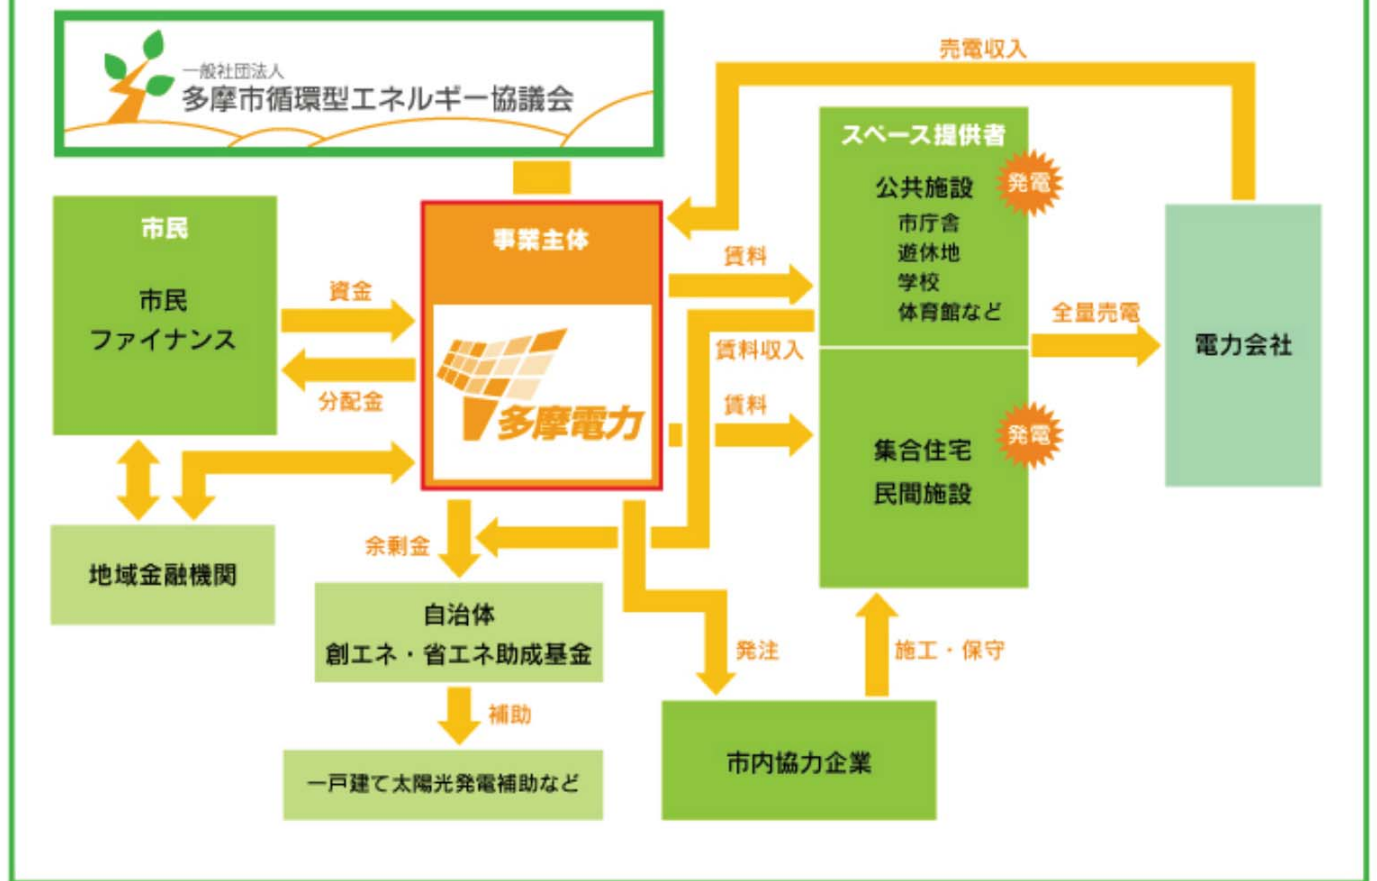 一般社団法人
多摩市循環型エネルギー協議会
売電収入
スペース提供者
公共施設
発電
市庁舎
遊休地
学校
体育館など
市民
市民
ファイナンス
資金
分配金
事業主体
多摩電力
賃料
賃料収入
賃料
全量売電
電力会社
集合住宅
民間施設
発電
地域金融機関
余剰金
自治体
創エネ・省エネ助成基金
補助
一戸建て太陽光発電補助など
発注
施工・保守
市内協力企業